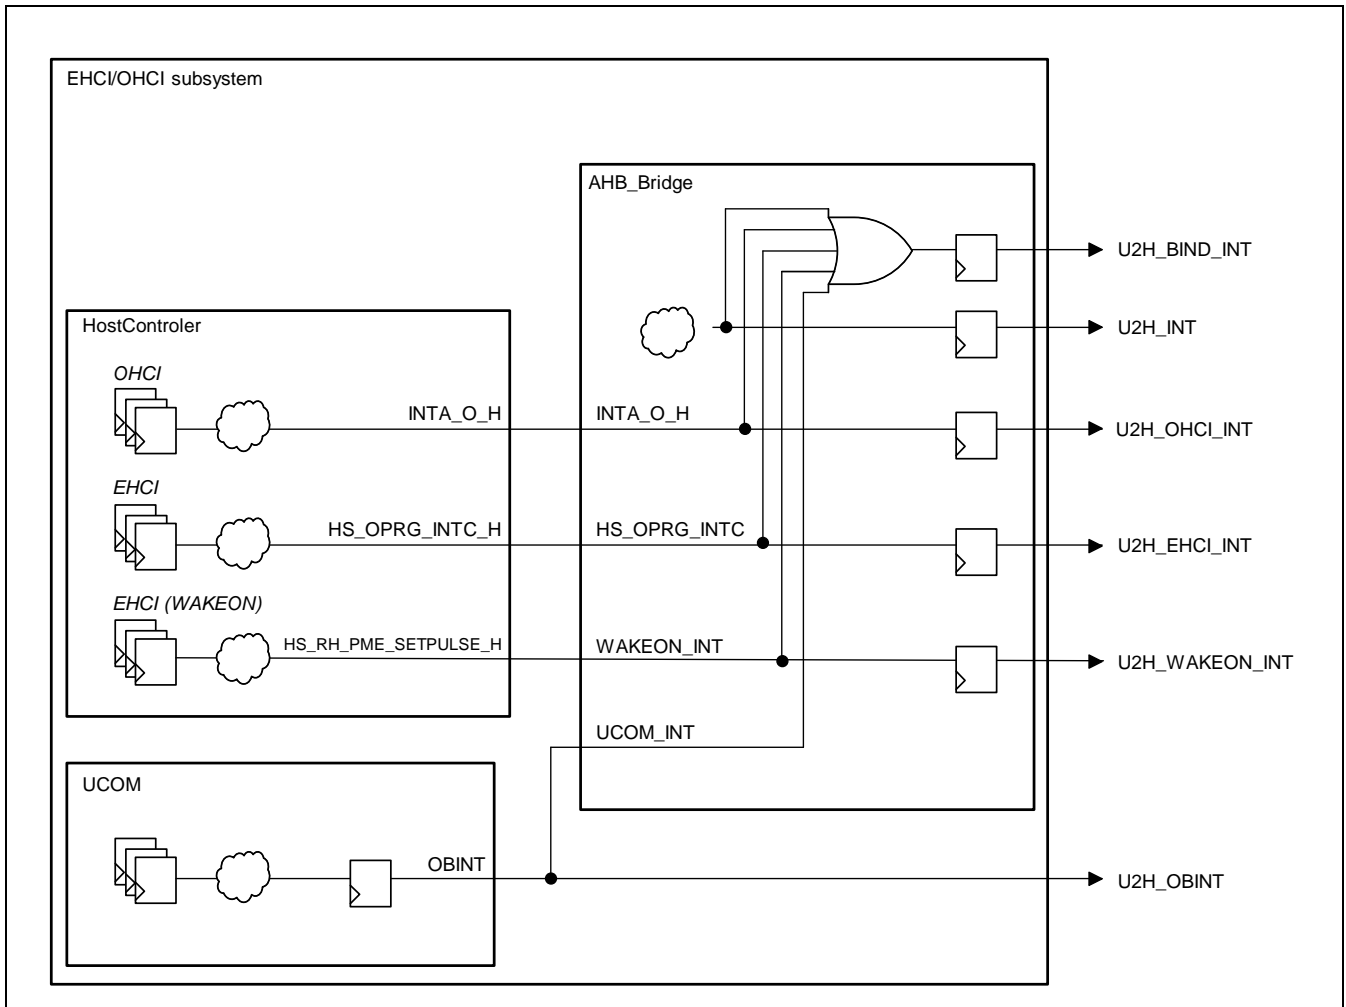 EHCI/OHCI subsystem
AHB_Bridge
U2H_BIND_INT
U2H_INT
HostControler
OHCI
INTA_O_H
INTA_O_H
U2H_OHCI_INT
EHCI
HS_OPRG_INTC_H
HS_OPRG_INTC
U2H_EHCI_INT
EHCI (WAKEON)
HS_RH_PME_SETPULSE_H
WAKEON_INT
U2H_WAKEON_INT
UCOM_INT
UCOM
OBINT
U2H_OBINT